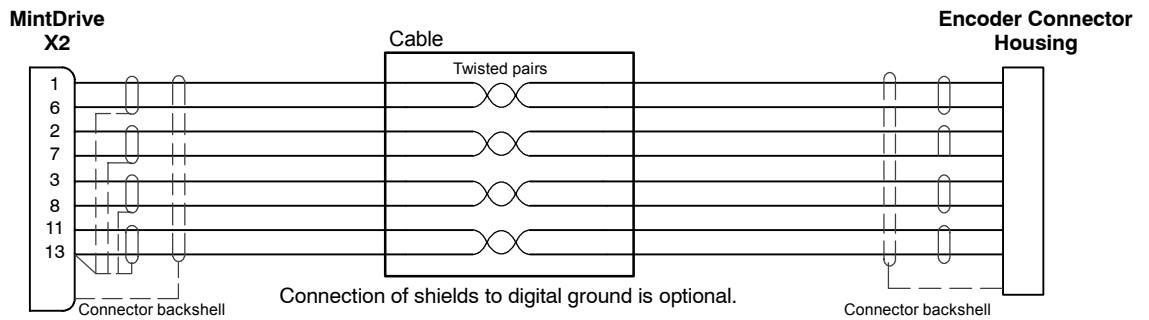 MintDrive
X2
Encoder Connector
Housing
Cable
Twisted pairs
1
6
2
7
3
8
11
13
Connection of shields to digital ground is optional.
Connector backshell
Connector backshell